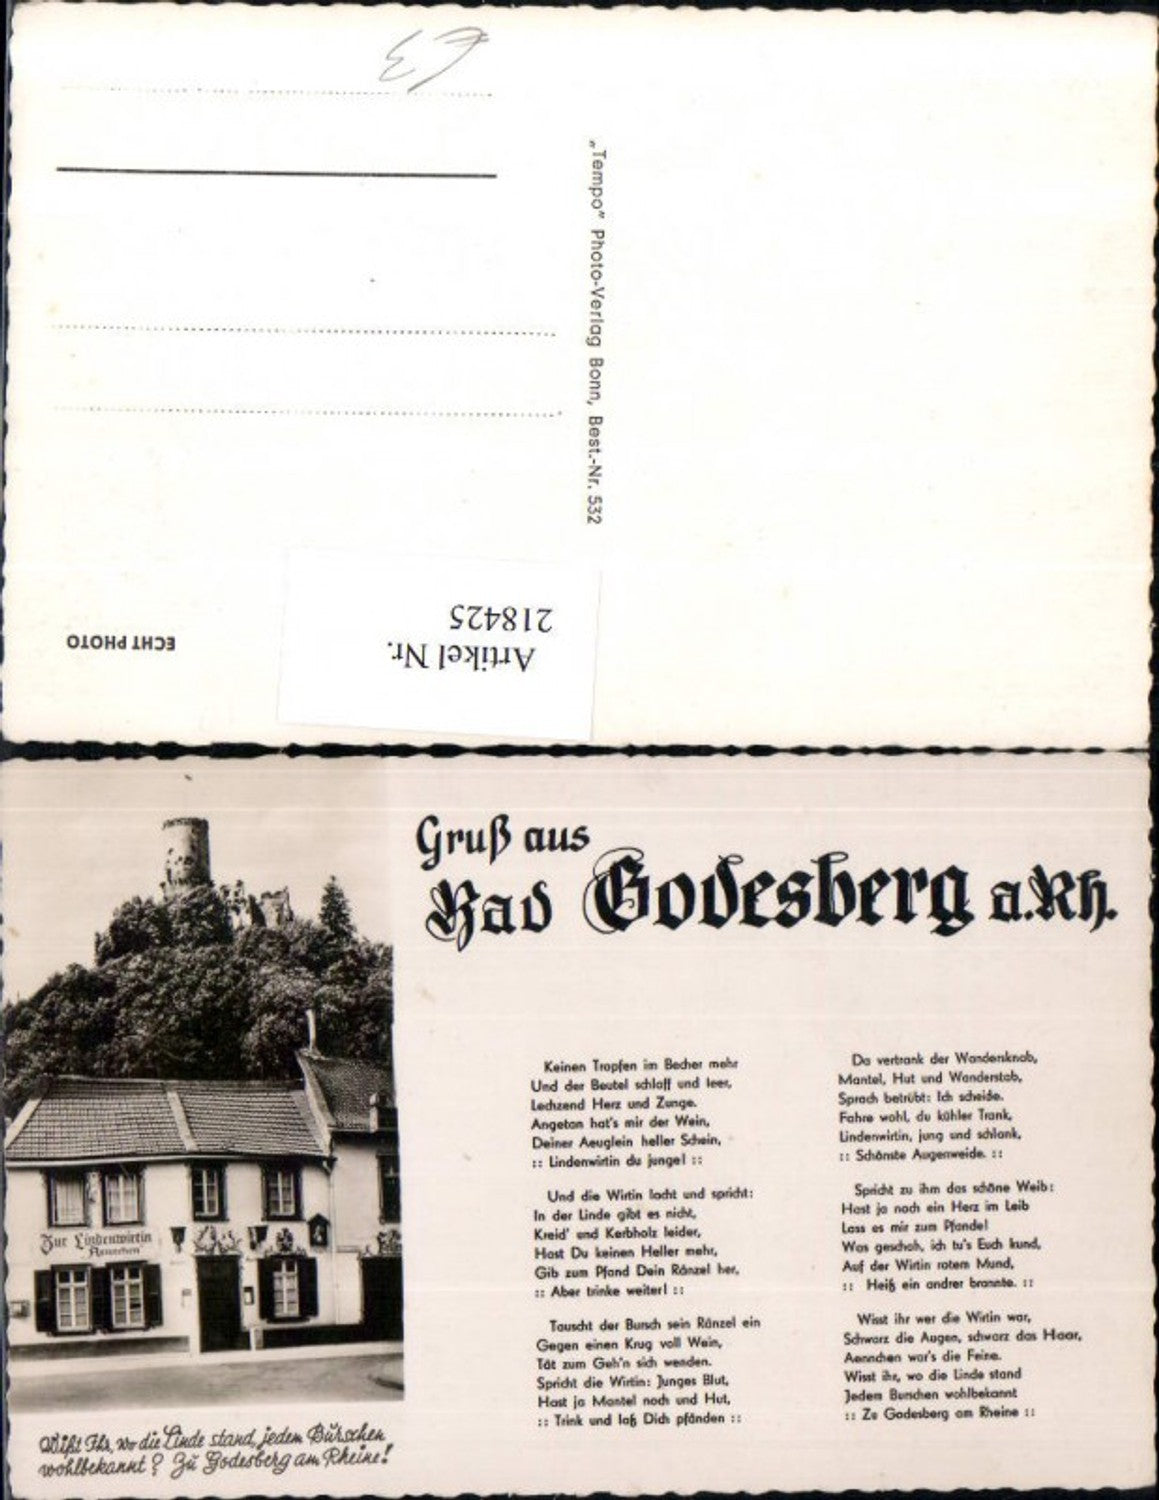 „Tempo" Photo-Verlag Bonn, Best.-Nr. 532
Artikel Nr.
218425
ECHT PHOTO
Gruß aus
Bad Godesberg a.Rh.
Zur Lindenwirtin
Aennchen
Wißt Ihr, wo die Linde stand, jedem Burschen
wohlbekannt? Zu Godesberg am Rheine!
Keinen Tropfen im Becher mehr
Und der Beutel schlaff und leer,
Lechzend Herz und Zunge.
Angetan hat's mir der Wein,
Deiner Aeuglein heller Schein,
:: Lindenwirtin du junge! ::
Und die Wirtin lacht und spricht:
In der Linde gibt es nicht,
Kreid' und Kerbholz leider,
Hast Du keinen Heller mehr,
Gib zum Pfand Dein Ränzel her,
:: Aber trinke weiter! ::
Tauscht der Bursch sein Ränzel ein
Gegen einen Krug voll Wein,
Tät zum Geh'n sich wenden.
Spricht die Wirtin: Junges Blut,
Hast ja Mantel noch und Hut,
:: Trink und laß Dich pfänden ::
Da vertrank der Wandersknab,
Mantel, Hut und Wanderstab,
Sprach betrübt: Ich scheide.
Fahre wohl, du kühler Trank,
Lindenwirtin, jung und schlank,
:: Schönste Augenweide. ::
Spricht zu ihm das schöne Weib:
Hast ja noch ein Herz im Leib
Lass es mir zum Pfande!
Was geschah, ich tu's Euch kund,
Auf der Wirtin rotem Mund,
:: Heiß ein andrer brannte. ::
Wisst ihr wer die Wirtin war,
Schwarz die Augen, schwarz das Haar,
Aennchen war's die Feine.
Wisst ihr, wo die Linde stand
Jedem Burschen wohlbekannt
:: Zu Godesberg am Rheine ::